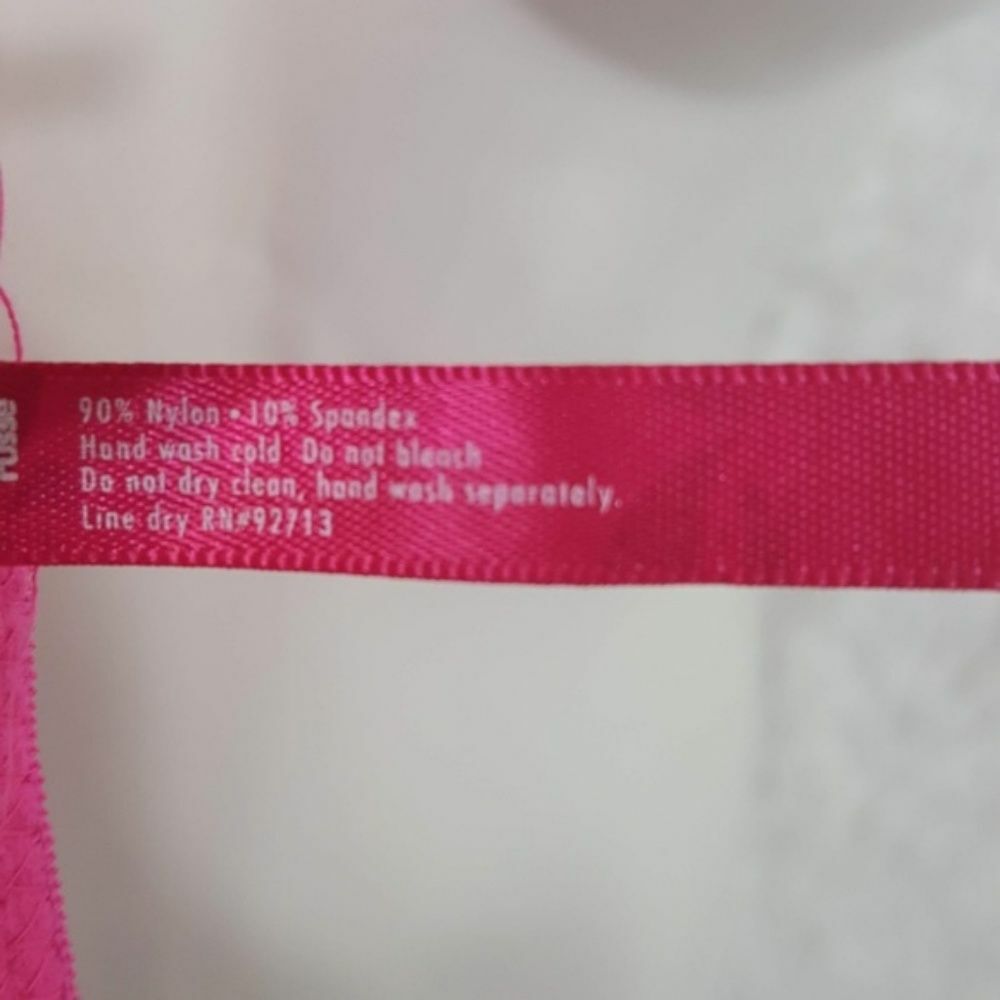 russe
90% Nylon • 10% Spandex
Hand wash cold Do not bleach
Do not dry clean, hand wash separately.
Line dry RN#92713